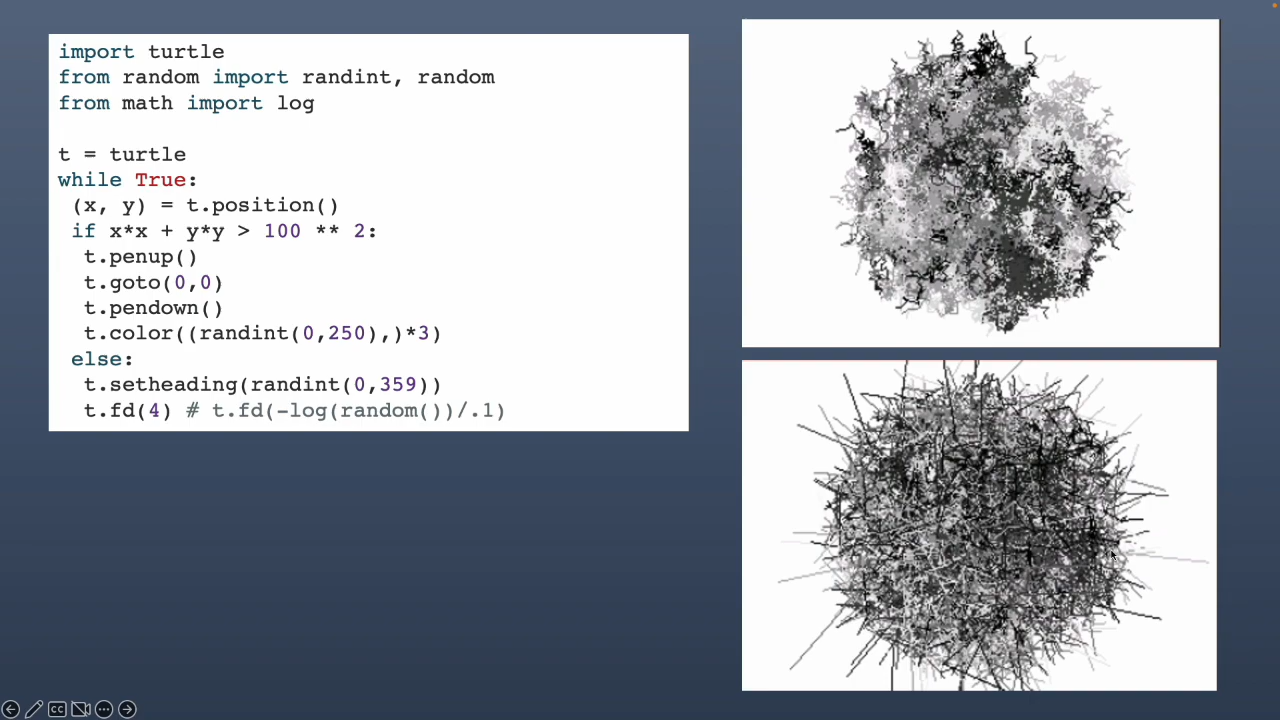 import turtle
from random import randint, random
from math import log

t = turtle
while True:
 (x, y) = t.position()
 if x*x + y*y > 100 ** 2:
  t.penup()
  t.goto(0,0)
  t.pendown()
  t.color((randint(0,250),)*3)
 else:
  t.setheading(randint(0,359))
  t.fd(4) # t.fd(-log(random())/.1)
CC